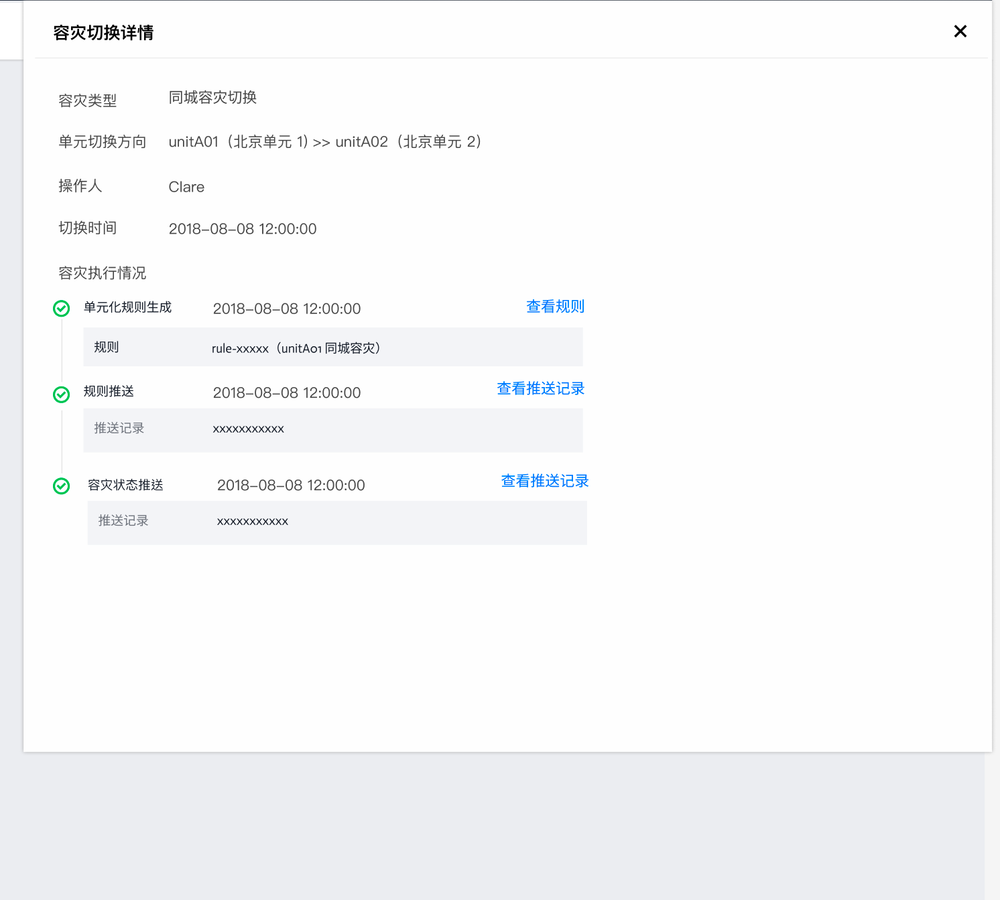 容灾切换详情
容灾类型 同城容灾切换
单元切换方向 unitA01（北京单元 1) >> unitA02（北京单元 2）
操作人 Clare
切换时间 2018-08-08 12:00:00
容灾执行情况
单元化规则生成 2018-08-08 12:00:00 查看规则
规则 rule-xxxxx（unitA01 同城容灾）
规则推送 2018-08-08 12:00:00 查看推送记录
推送记录 xxxxxxxxxxx
容灾状态推送 2018-08-08 12:00:00 查看推送记录
推送记录 xxxxxxxxxxx